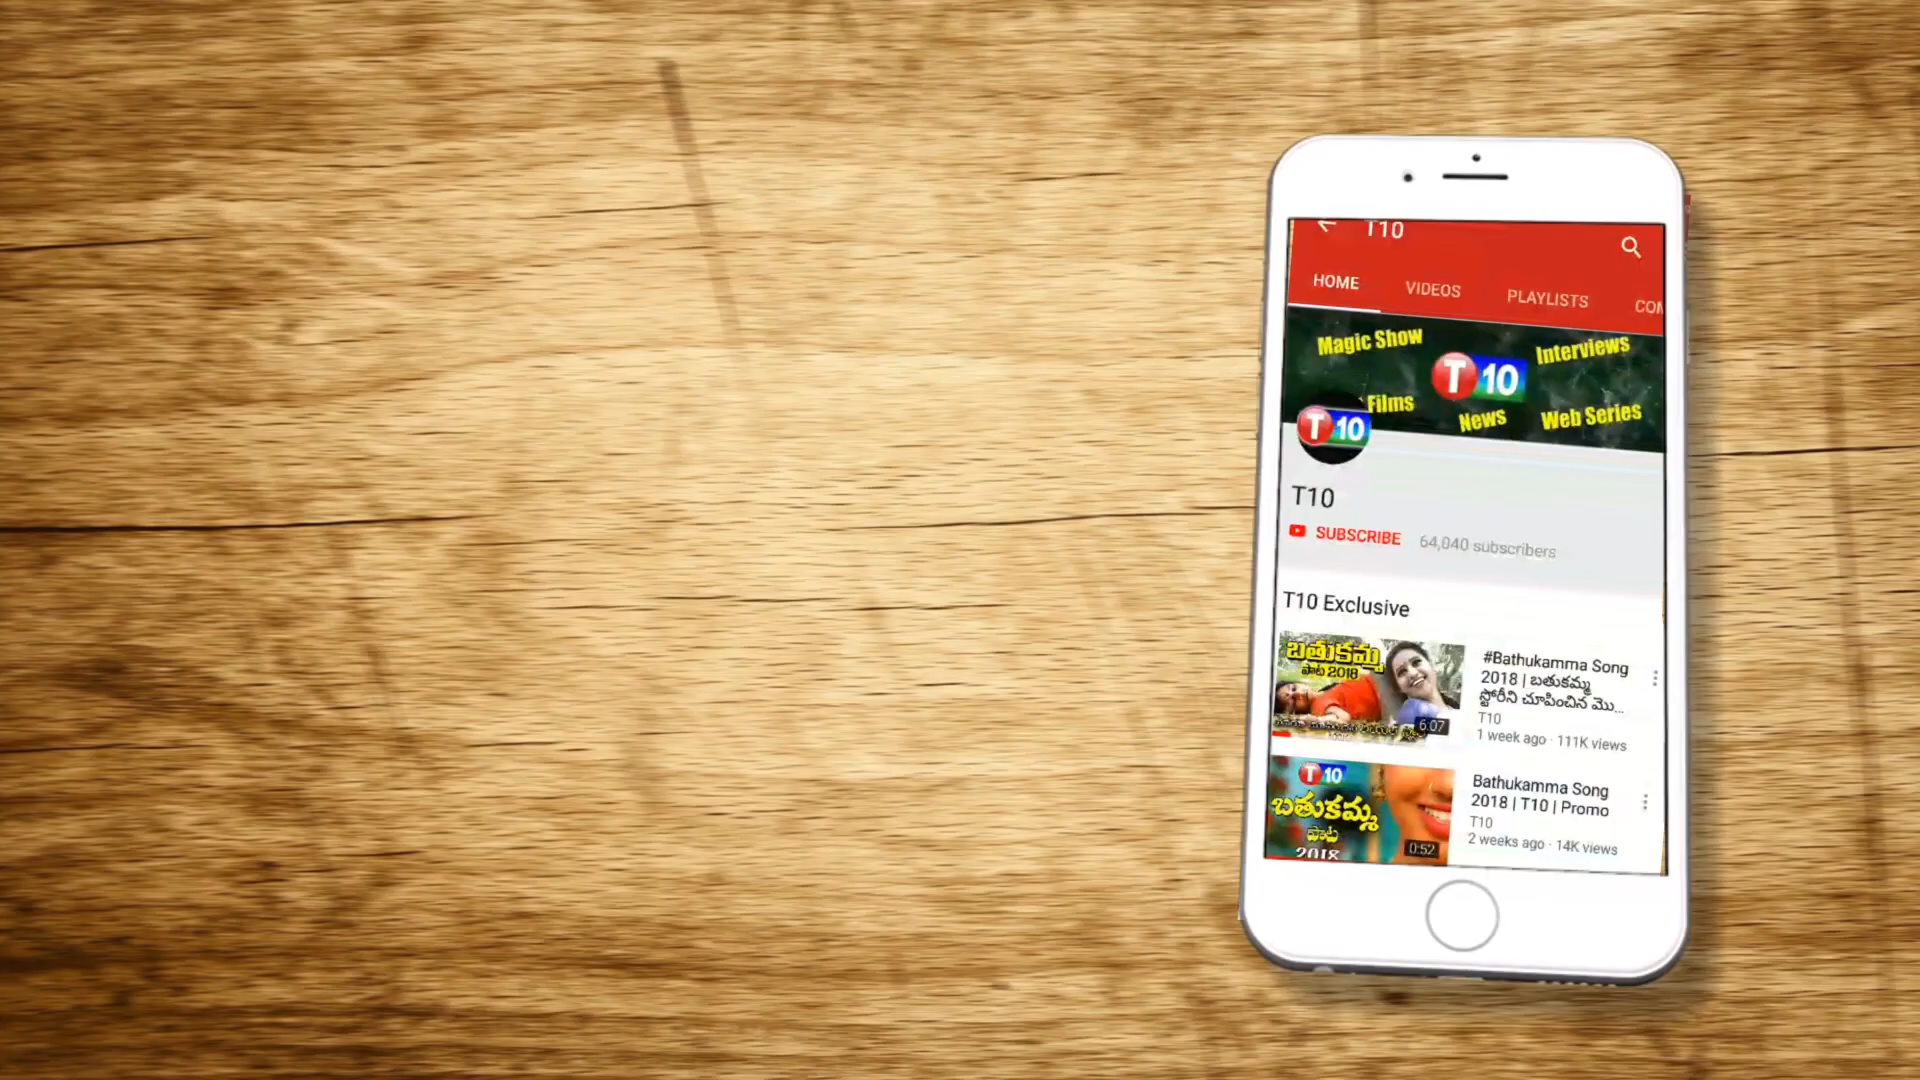 T10
HOME VIDEOS PLAYLISTS
Magic Show
Interviews
T 10
Films
News
Web Series
T 10
T10
SUBSCRIBE 64,040 subscribers
T10 Exclusive
బతుకమ్మ
పాట 2018
6:07
#Bathukamma Song
2018 | బతుకమ్మ
స్టోరీని చూపించిన మొ...
T10
1 week ago · 111K views
T 10
బతుకమ్మ
పాట
2018
0:52
Bathukamma Song
2018 | T10 | Promo
T10
2 weeks ago · 14K views